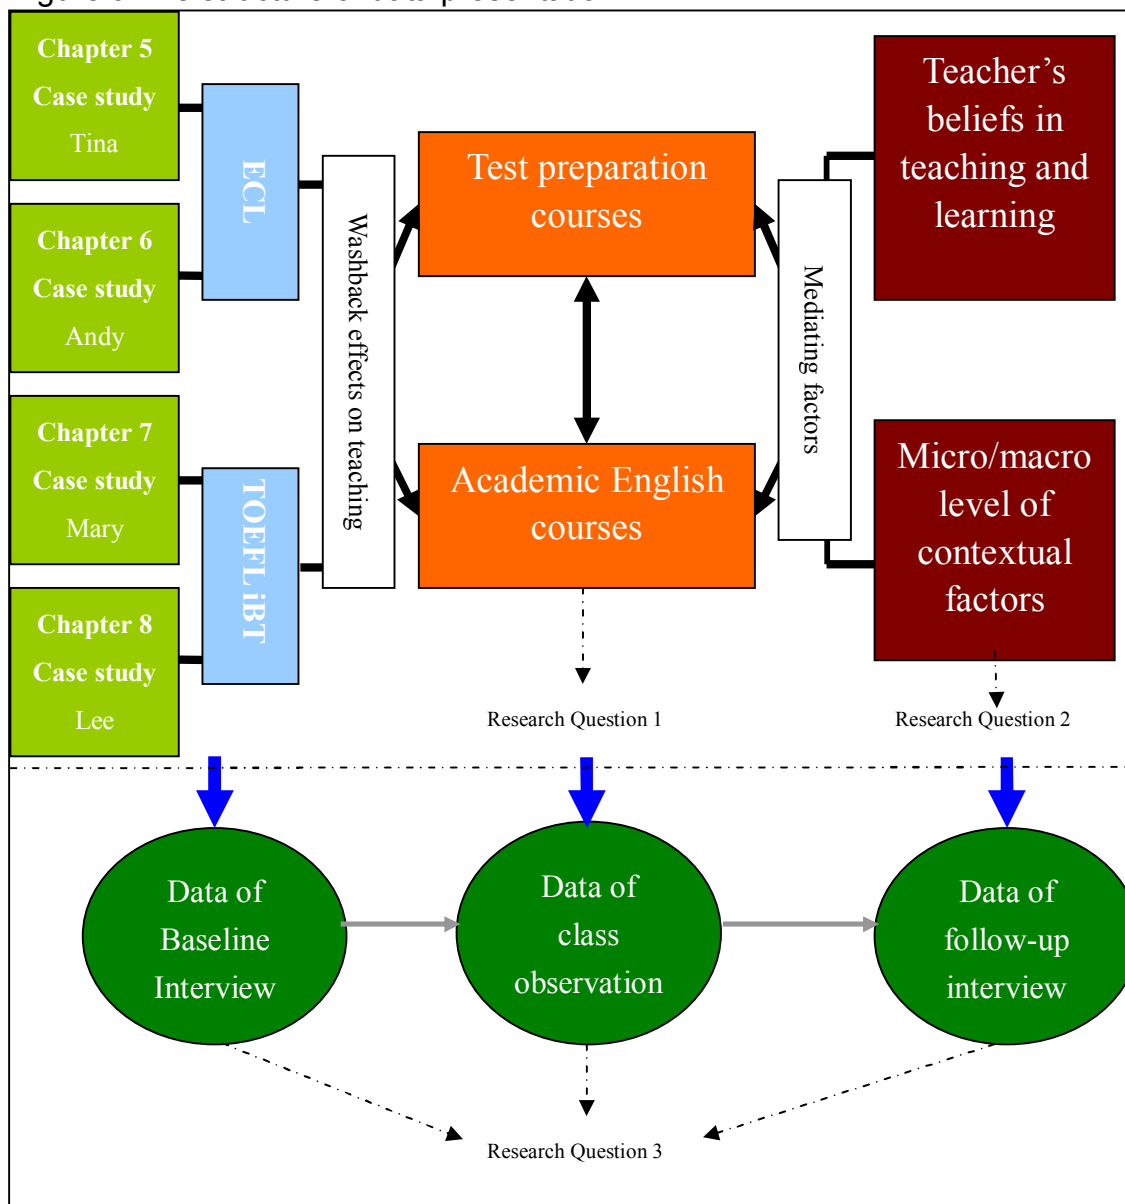 Chapter 5
Case study
Tina
Chapter 6
Case study
Andy
Chapter 7
Case study
Mary
Chapter 8
Case study
Lee
ECL
TOEFL iBT
Washback effects on teaching
Test preparation
courses
Academic English
courses
Mediating factors
Teacher’s
beliefs in
teaching and
learning
Micro/macro
level of
contextual
factors
Research Question 1
Research Question 2
Data of
Baseline
Interview
Data of
class
observation
Data of
follow-up
interview
Research Question 3